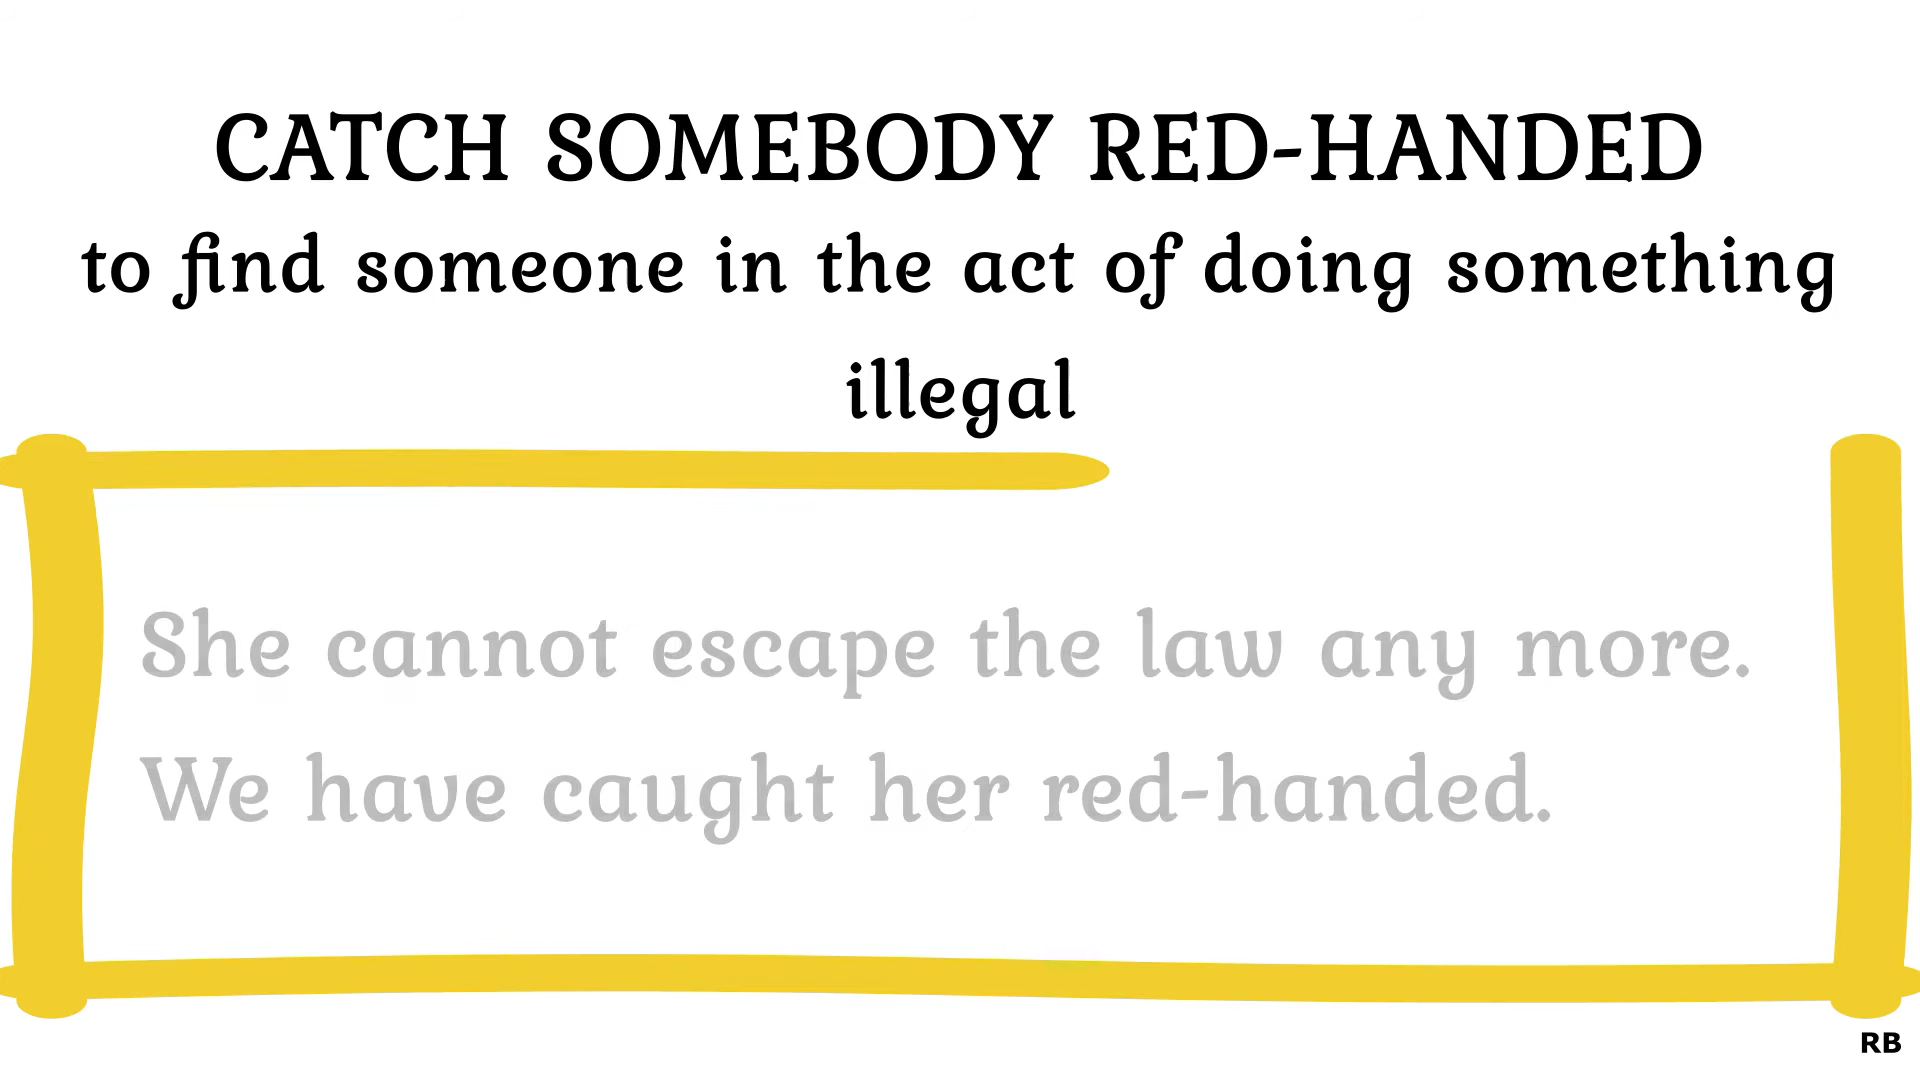 CATCH SOMEBODY RED-HANDED
to find someone in the act of doing something
illegal
She cannot escape the law any more.
We have caught her red-handed.
RB